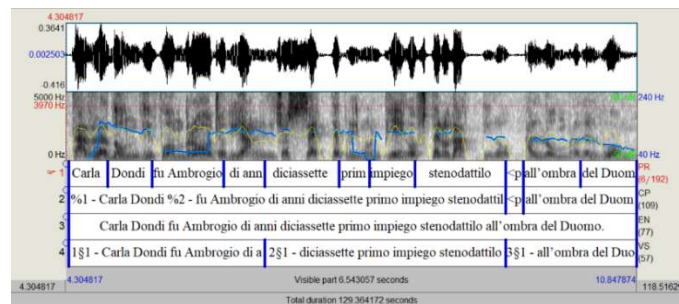 4.304817
0.3641
0.002503
-0.416
5000 Hz
3970 Hz
240 Hz
0 Hz
40 Hz
1 Carla Dondi fu Ambrogio di ann diciassette prim impiego stenodattilo <p all'ombra del Duom PR (6/192)
2 %1 - Carla Dondi %2 - fu Ambrogio di anni diciassette primo impiego stenodattil <p all'ombra del Duom CP (109)
3 Carla Dondi fu Ambrogio di anni diciassette primo impiego stenodattilo all'ombra del Duomo. EN (77)
4 1§1 - Carla Dondi fu Ambrogio di a 2§1 - diciassette primo impiego stenodattilo 3§1 - all'ombra del Duo VS (57)
4.304817 4.304817 Visible part 6.543057 seconds 10.847874 118.5162
Total duration 129.364172 seconds